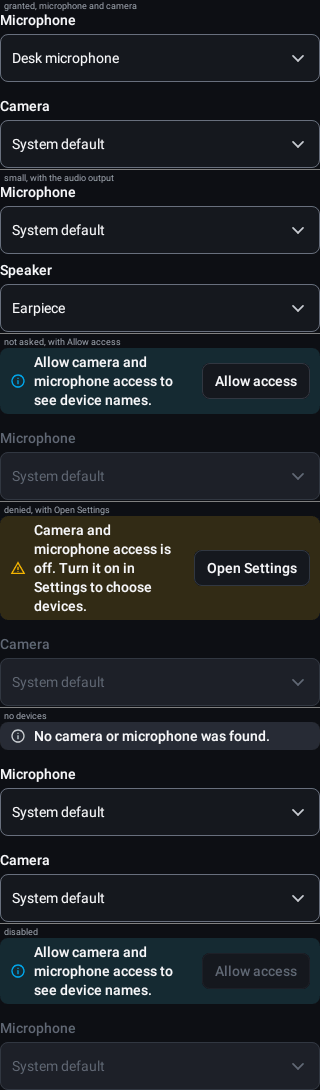 granted, microphone and camera
Microphone
Desk microphone
Camera
System default
small, with the audio output
Microphone
System default
Speaker
Earpiece
not asked, with Allow access
Allow camera and
microphone access to
see device names.
Allow access
Microphone
System default
denied, with Open Settings
Camera and
microphone access is
off. Turn it on in
Settings to choose
devices.
Open Settings
Camera
System default
no devices
No camera or microphone was found.
Microphone
System default
Camera
System default
disabled
Allow camera and
microphone access to
see device names.
Allow access
Microphone
System default